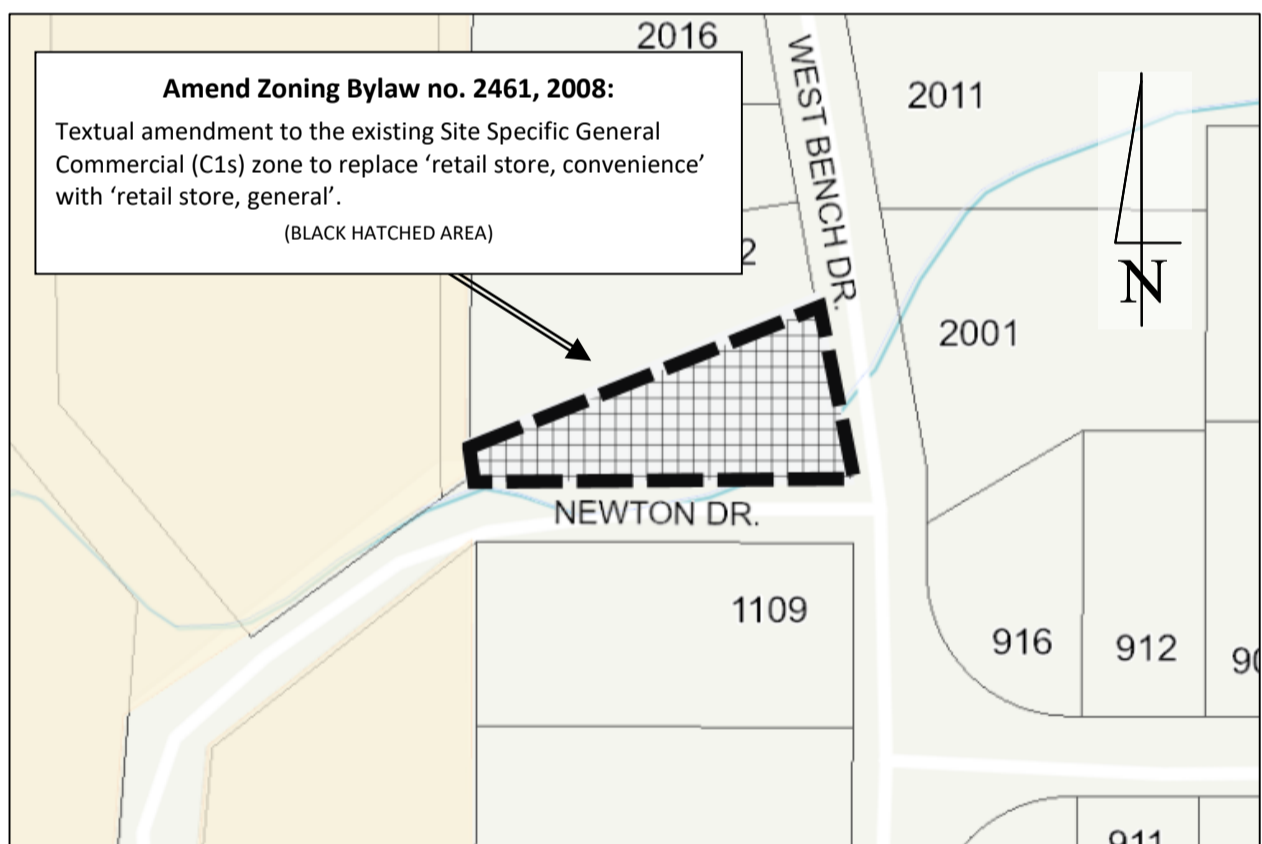 2016
WEST BENCH DR.
2011
Amend Zoning Bylaw no. 2461, 2008:
Textual amendment to the existing Site Specific General
Commercial (C1s) zone to replace ‘retail store, convenience’
with ‘retail store, general’.
(BLACK HATCHED AREA)
2
N
2001
NEWTON DR.
1109
916
912